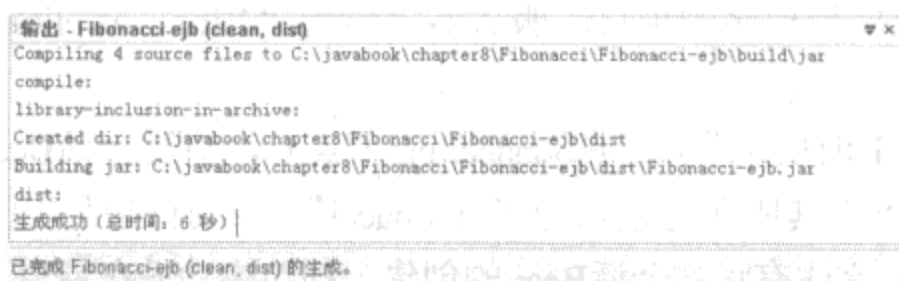 输出 - Fibonacci-ejb (clean, dist)
Compiling 4 source files to C:\javabook\chapter8\Fibonacci\Fibonacci-ejb\build\jar
compile:
library-inclusion-in-archive:
Created dir: C:\javabook\chapter8\Fibonacci\Fibonacci-ejb\dist
Building jar: C:\javabook\chapter8\Fibonacci\Fibonacci-ejb\dist\Fibonacci-ejb.jar
dist:
生成成功（总时间：6 秒）
已完成 Fibonacci-ejb (clean, dist) 的生成。